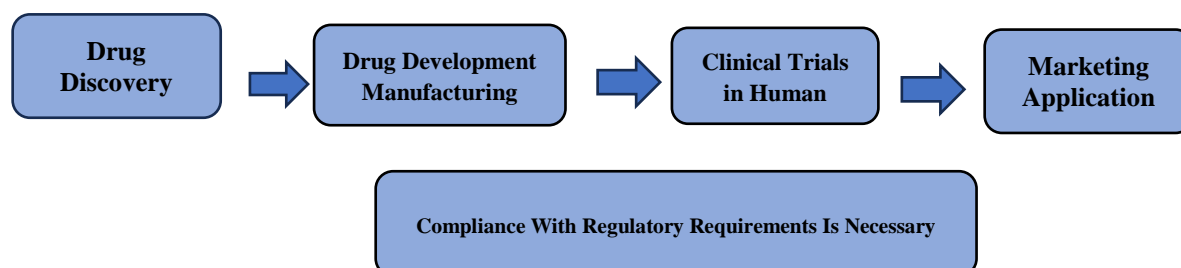 Drug
Discovery
Drug Development
Manufacturing
Clinical Trials
in Human
Marketing
Application
Compliance With Regulatory Requirements Is Necessary